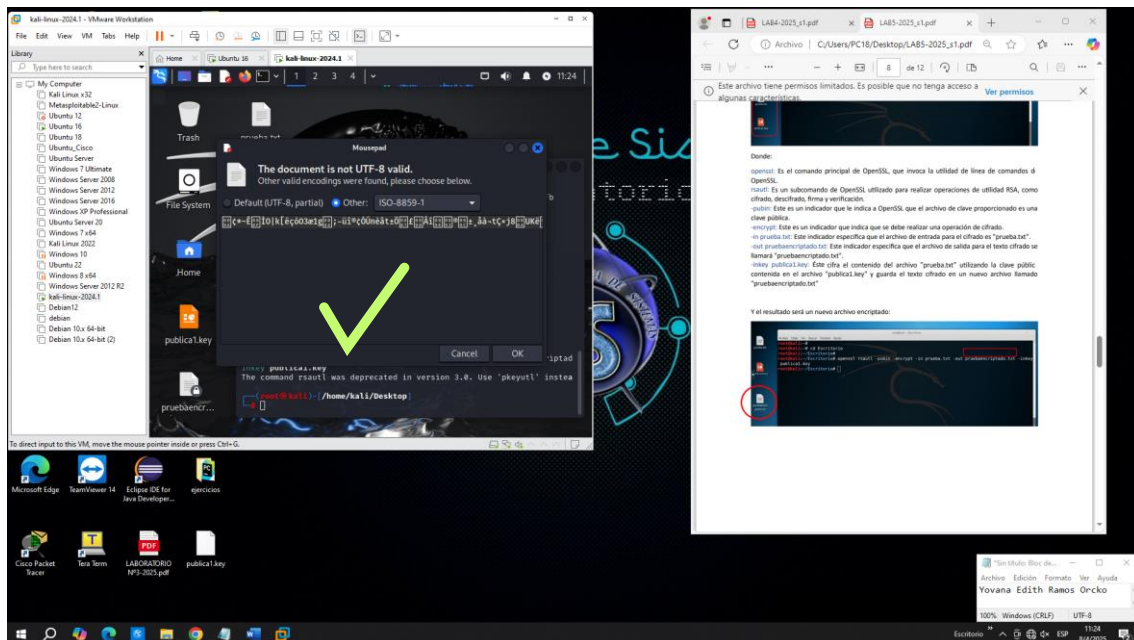 kali-linux-2024.1 - VMware Workstation
File Edit View VM Tabs Help
Library
Type here to search
My Computer
Kali Linux x32
Metasploitable2-Linux
Ubuntu 12
Ubuntu 16
Ubuntu 18
Ubuntu_Cisco
Ubuntu Server
Windows 7 Ultimate
Windows Server 2008
Windows Server 2012
Windows Server 2016
Windows XP Professional
Ubuntu Server 20
Windows 7 x64
Kali Linux 2022
Windows 10
Ubuntu 22
Windows 8 x64
Windows Server 2012 R2
kali-linux-2024.1
Debian12
debian
Debian 10.x 64-bit
Debian 10.x 64-bit (2)
Home
Ubuntu 16
kali-linux-2024.1
1 2 3 4
11:24
Trash
prueba.txt
File System
Home
publica1.key
pruebaencr...
Mousepad
The document is not UTF-8 valid.
Other valid encodings were found, please choose below.
Default (UTF-8, partial)
Other:
ISO-8859-1
Cancel
OK
inkey publica1.key
The command rsautl was deprecated in version 3.0. Use 'pkeyutl' instea
(root㉿kali)-[/home/kali/Desktop]
To direct input to this VM, move the mouse pointer inside or press Ctrl+G.
LAB4-2025_s1.pdf
LAB5-2025_s1.pdf
Archivo
C:/Users/PC18/Desktop/LAB5-2025_s1.pdf
8 de 12
Este archivo tiene permisos limitados. Es posible que no tenga acceso a
algunas características.
Ver permisos
Donde:
openssl: Es el comando principal de OpenSSL, que invoca la utilidad de línea de comandos d
OpenSSL.
rsautl: Es un subcomando de OpenSSL utilizado para realizar operaciones de utilidad RSA, como
cifrado, descifrado, firma y verificación.
-pubin: Este es un indicador que le indica a OpenSSL que el archivo de clave proporcionado es una
clave pública.
-encrypt: Este es un indicador que indica que se debe realizar una operación de cifrado.
-in prueba.txt: Este indicador especifica que el archivo de entrada para el cifrado es "prueba.txt".
-out pruebaencriptado.txt: Este indicador especifica que el archivo de salida para el texto cifrado se
llamará "pruebaencriptado.txt".
-inkey publica1.key: Éste cifra el contenido del archivo "prueba.txt" utilizando la clave públic
contenida en el archivo "publica1.key" y guarda el texto cifrado en un nuevo archivo llamado
"pruebaencriptado.txt"
Y el resultado será un nuevo archivo encriptado:
Microsoft Edge
TeamViewer 14
Eclipse IDE for
Java Developer...
ejercicios
Cisco Packet
Tracer
Tera Term
LABORATORIO
Nº3-2025.pdf
publica1.key
*Sin título: Bloc de...
Archivo Edición Formato Ver Ayuda
Yovana Edith Ramos Orcko
100% Windows (CRLF) UTF-8
Escritorio
ESP
11:24
8/4/2025